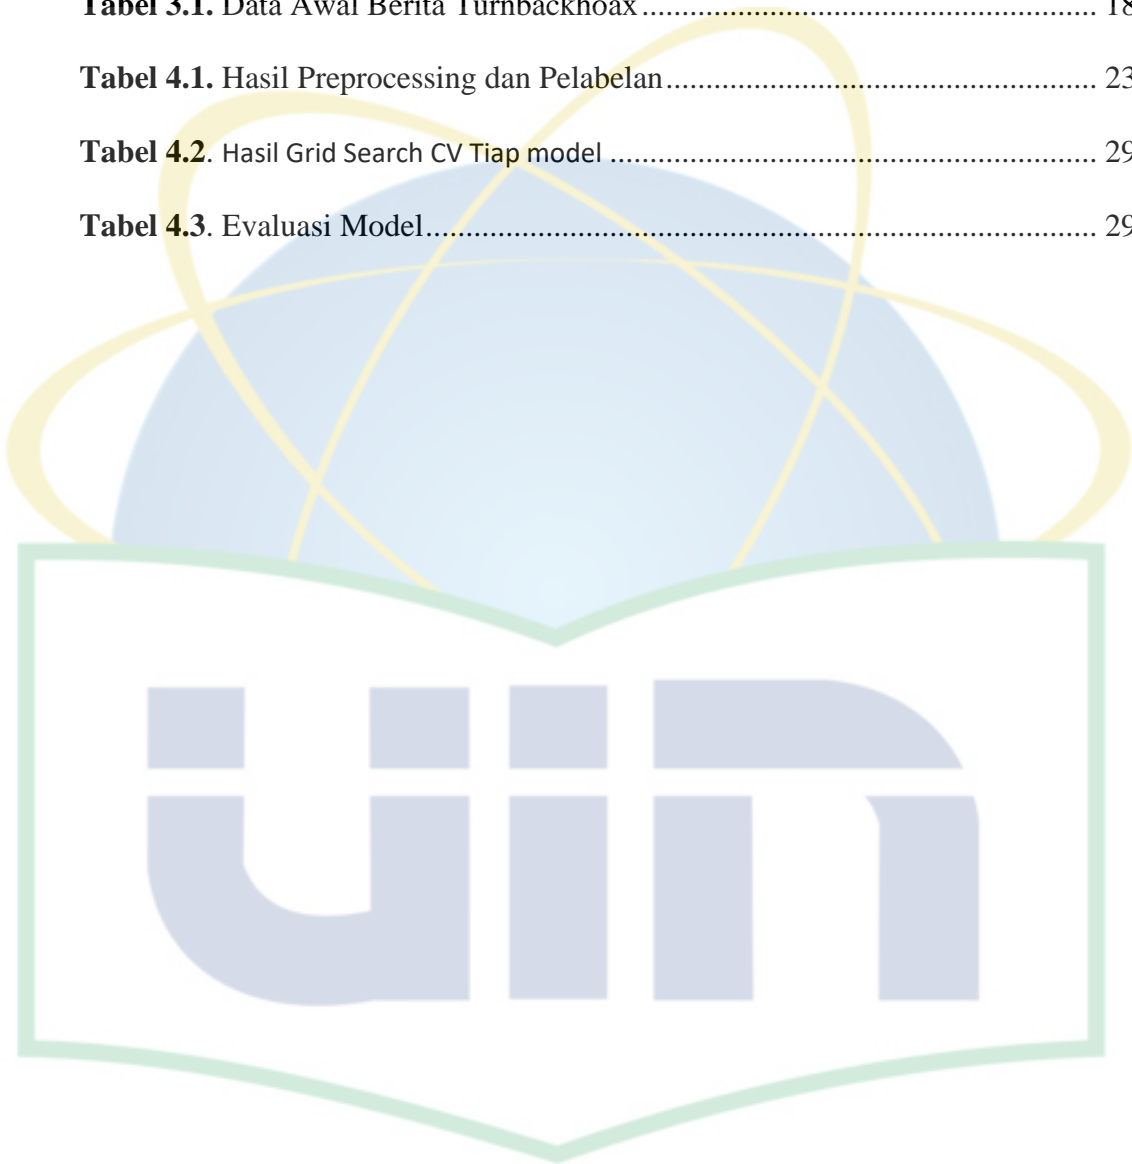 Tabel 3.1. Data Awal Berita Turnbackhoax......................................................... 18
Tabel 4.1. Hasil Preprocessing dan Pelabelan...................................................... 23
Tabel 4.2. Hasil Grid Search CV Tiap model ............................................................. 29
Tabel 4.3. Evaluasi Model.................................................................................... 29
uin